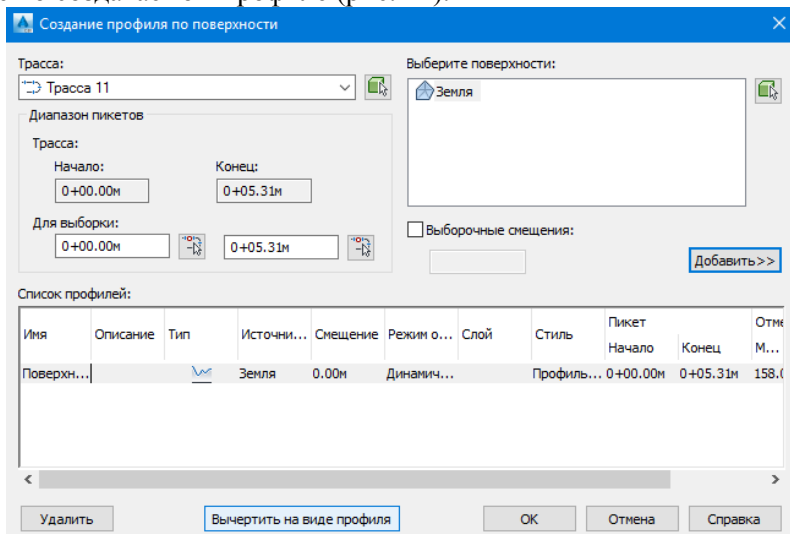 Создание профиля по поверхности
Трасса:
Трасса 11
Диапазон пикетов
Трасса:
Начало: Конец:
0+00.00м 0+05.31м
Для выборки:
0+00.00м 0+05.31м
Выберите поверхности:
Земля
Выборочные смещения:
Добавить>>
Список профилей:
Имя Описание Тип Источни... Смещение Режим о... Слой Стиль Пикет Начало Конец Отме М...
Поверхн... Земля 0.00м Динамич... Профиль... 0+00.00м 0+05.31м 158.0
Удалить Вычертить на виде профиля OK Отмена Справка